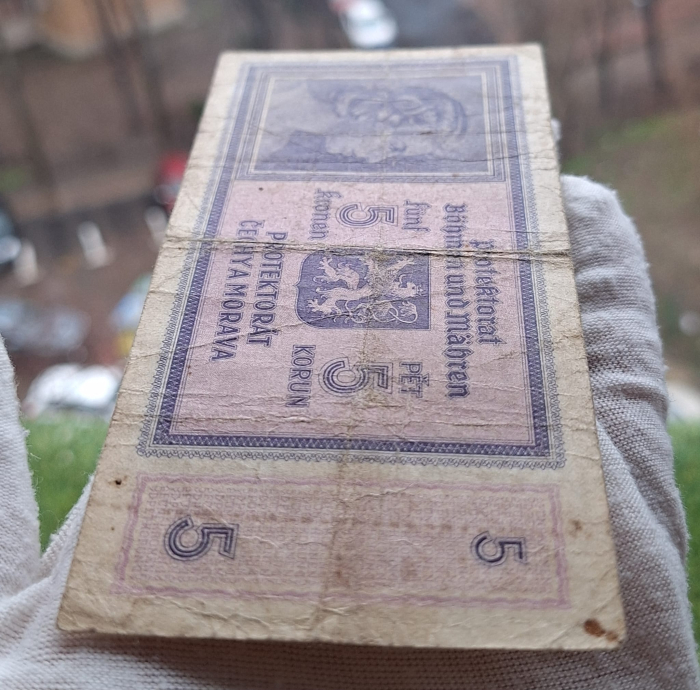 Protektorat
Böhmen und Mähren
fünf
5
Kronen
PĚT
5
KORUN
PROTEKTORÁT
ČECHY A MORAVA
5
5